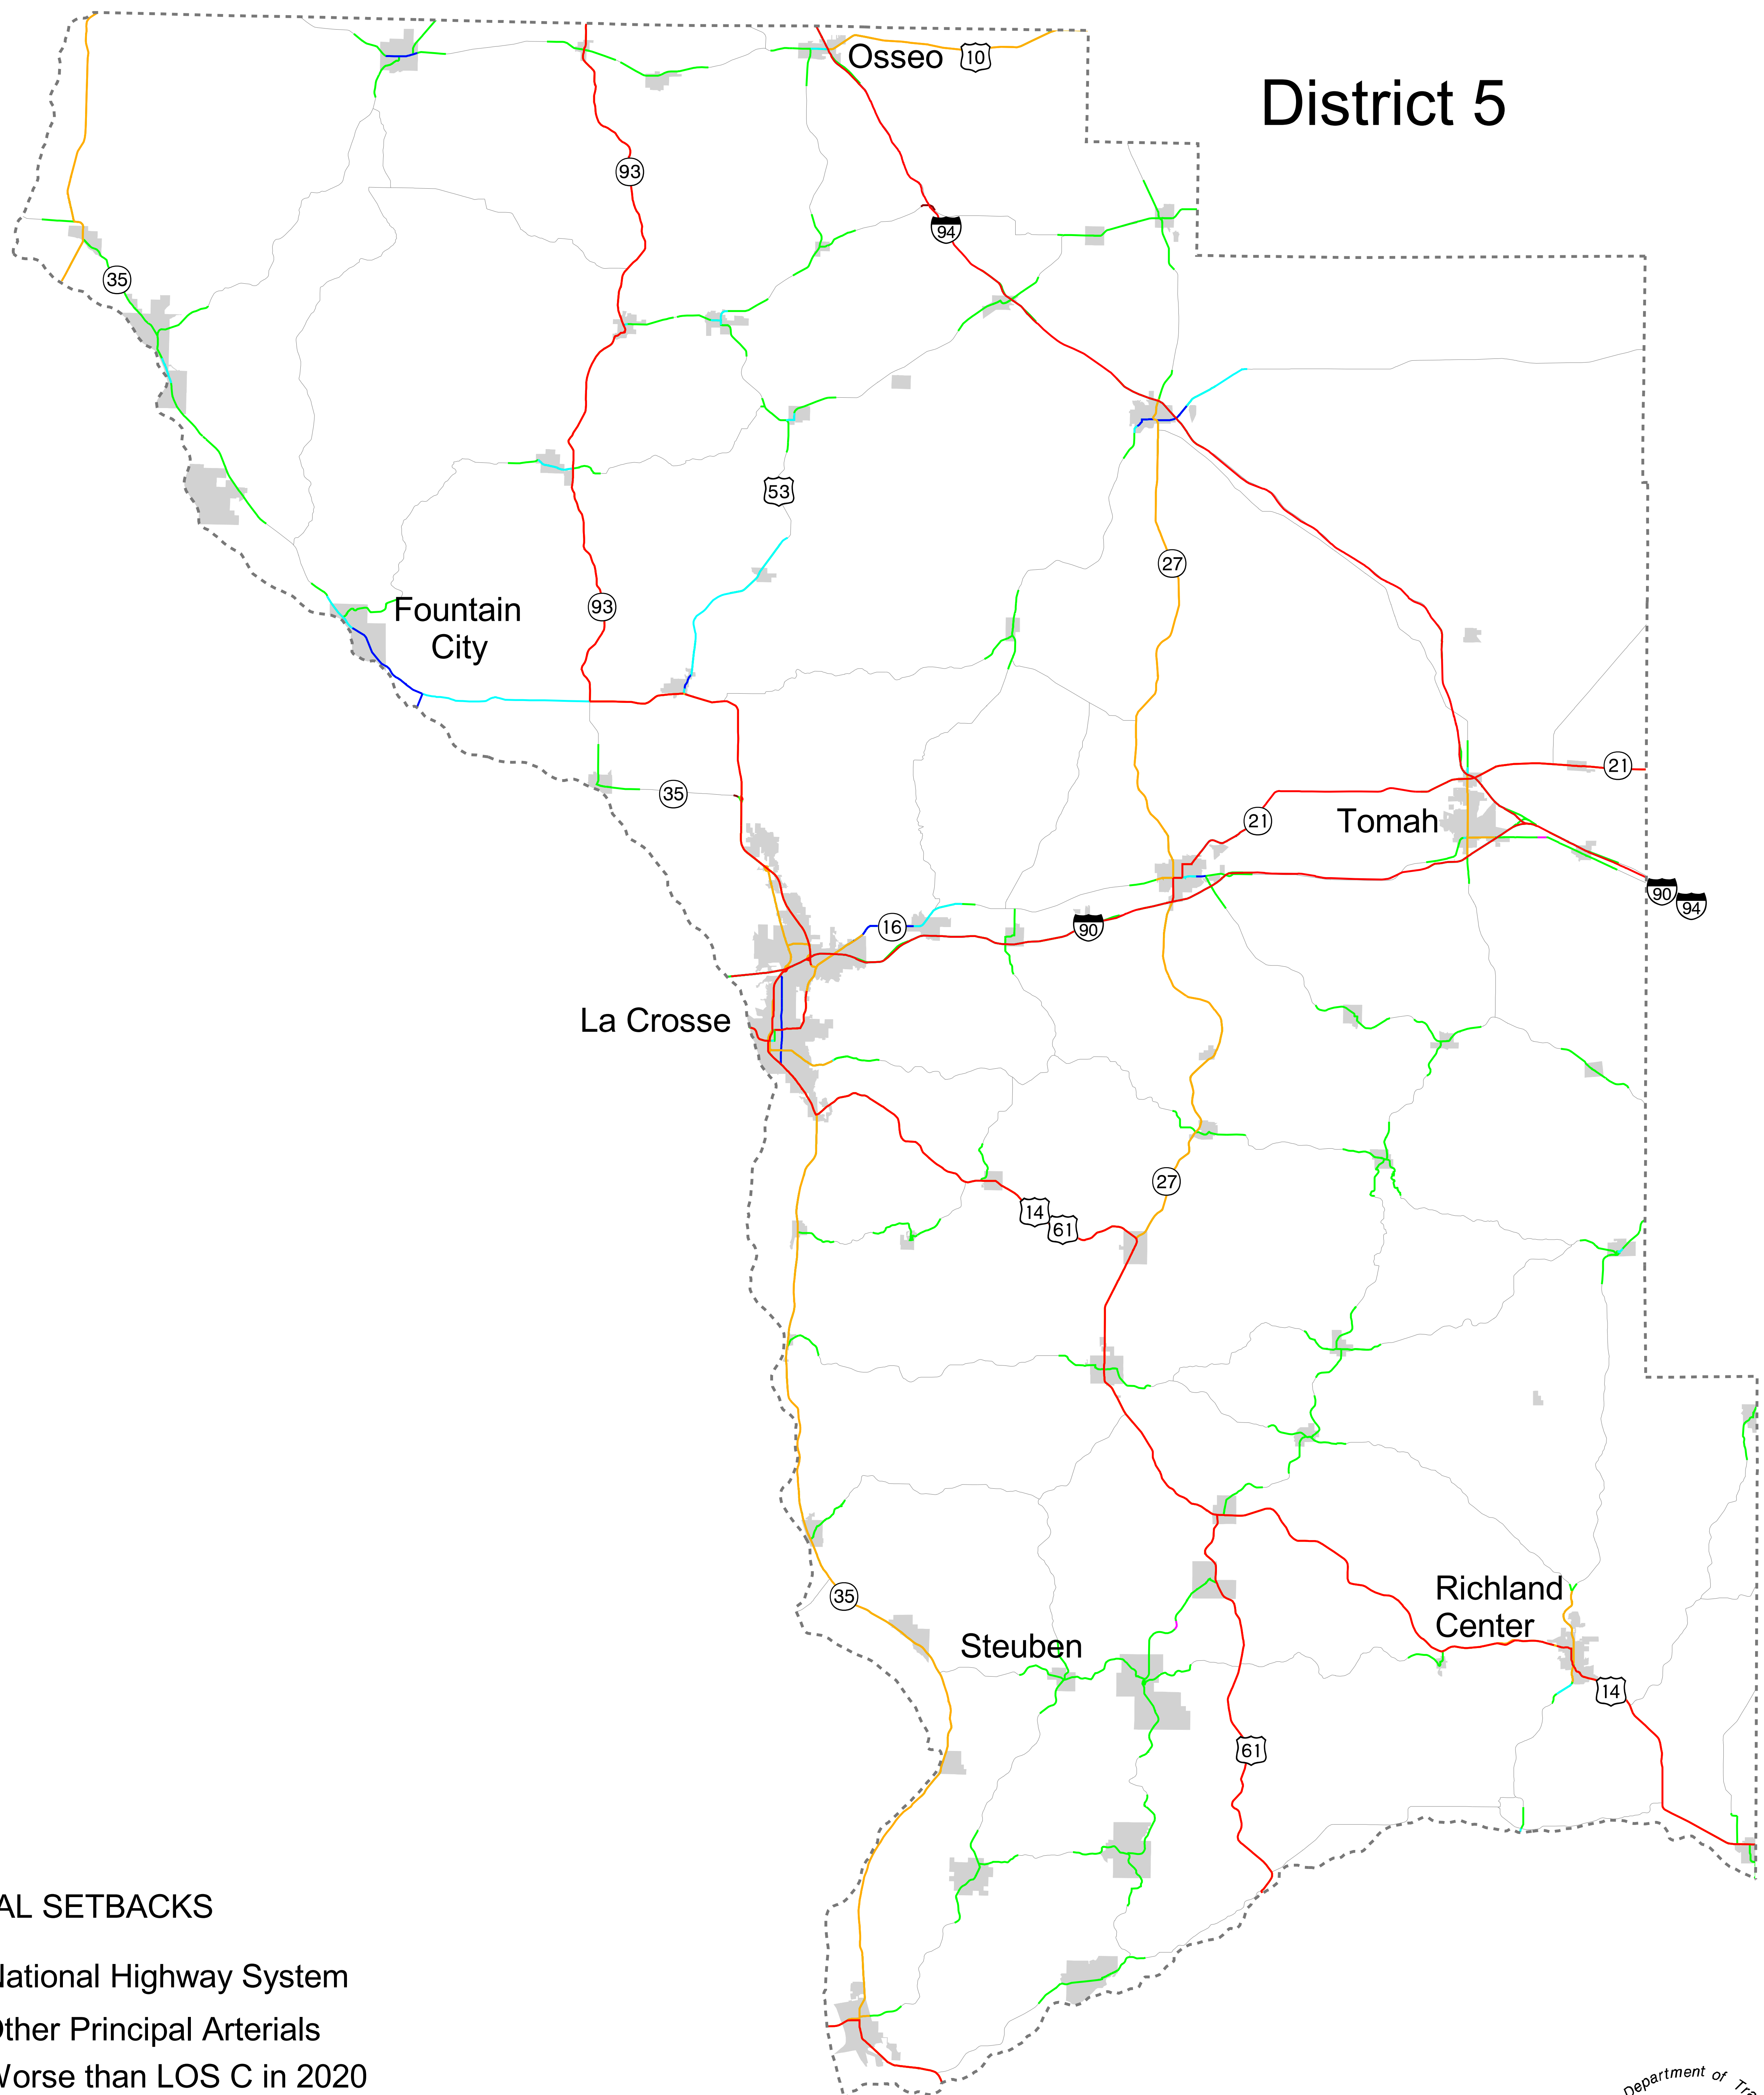 Osseo
10
District 5
93
94
35
53
27
Fountain
City
93
21
35
21
Tomah
90
94
16
90
La Crosse
27
14
61
Richland
Center
35
Steuben
14
61
AL SETBACKS
National Highway System
Other Principal Arterials
Worse than LOS C in 2020
Department of